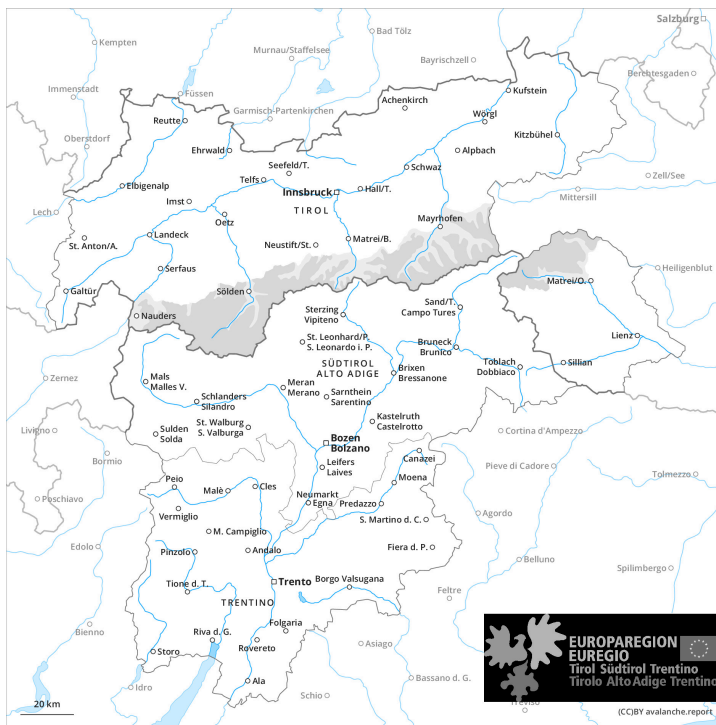 Salzburg
Kempten
Bad Tölz
Murnau/Staffelsee
Bayrischzell
Berchtesgaden
Immenstadt
Füssen
Kufstein
Achenkirch
Garmisch-Partenkirchen
Reutte
Wörgl
Oberstdorf
Kitzbühel
Ehrwald
Alpbach
Seefeld/T.
Schwaz
Zell/See
Telfs
Elbigenalp
Innsbruck
Hall/T.
Mittersill
Imst
TIROL
Lech
Oetz
Mayrhofen
St. Anton/A.
Landeck
Neustift/St.
Matrei/B.
Serfaus
Heiligenblut
Matrei/O.
Galtür
Sölden
Nauders
Sand/T.
Campo Tures
Sterzing
Vipiteno
St. Leonhard/P.
S. Leonardo i. P.
Bruneck
Brunico
Lienz
SÜDTIROL
ALTO ADIGE
Toblach
Dobbiaco
Sillian
Brixen
Bressanone
Zernez
Mals
Malles V.
Meran
Merano
Schlanders
Silandro
Sarnthein
Sarentino
Kastelruth
Castelrotto
St. Walburg
S. Valburga
Livigno
Sulden
Solda
Cortina d'Ampezzo
Bozen
Bolzano
Bormio
Canazei
Pieve di Cadore
Leifers
Laives
Tolmezzo
Peio
Malè
Cles
Moena
Poschiavo
Neumarkt
Egna
Predazzo
Vermiglio
Agordo
S. Martino d. C.
M. Campiglio
Edolo
Pinzolo
Andalo
Fiera d. P.
Belluno
Spilimbergo
Tione d. T.
Trento
Borgo Valsugana
Feltre
TRENTINO
Bienno
Folgaria
Riva d. G.
Rovereto
Asiago
Storo
EUROPAREGION
EUREGIO
Tirol Südtirol Trentino
Tirolo Alto Adige Trentino
Ala
Idro
Schio
Bassano d. G.
20 km
Treviso
(CC)BY avalanche.report